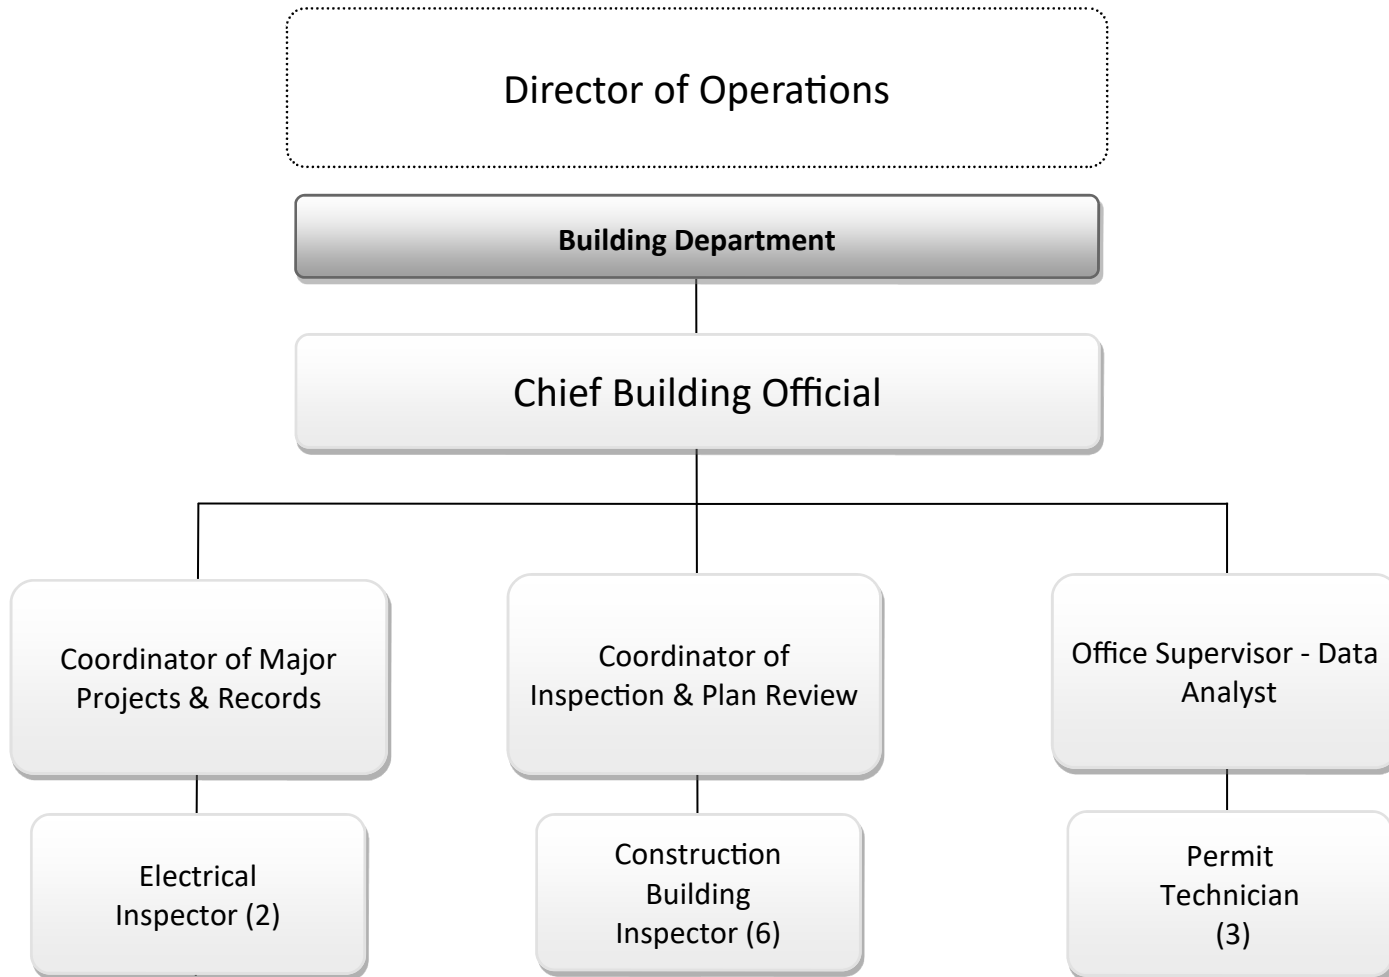 Director of Operations
Building Department
Chief Building Official
Coordinator of Major
Projects & Records
Coordinator of
Inspection & Plan Review
Office Supervisor - Data
Analyst
Electrical
Inspector (2)
Construction
Building
Inspector (6)
Permit
Technician
(3)